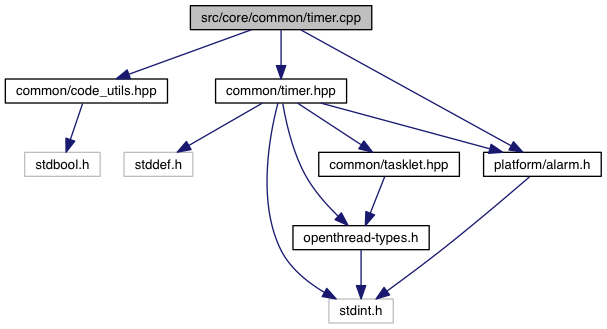 src/core/common/timer.cpp
common/code_utils.hpp
common/timer.hpp
stdbool.h
stddef.h
common/tasklet.hpp
platform/alarm.h
openthread-types.h
stdint.h